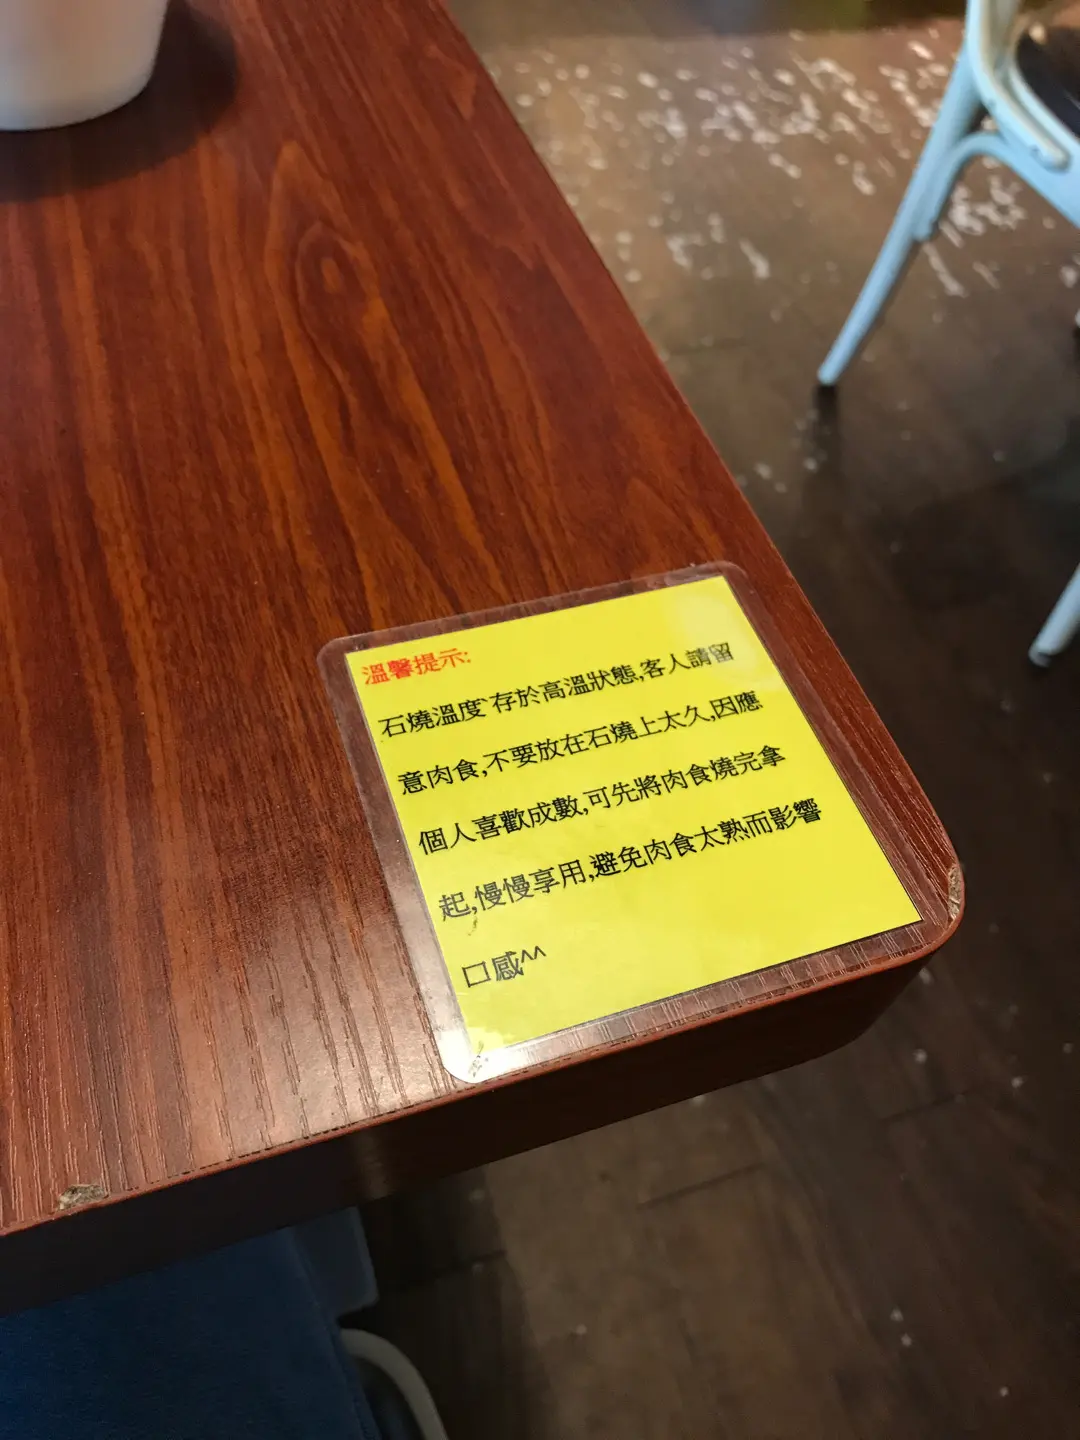 溫馨提示:
石燒溫度`存於高溫狀態,客人請留
意肉食,不要放在石燒上太久,因應
個人喜歡成數,可先將肉食燒完拿
起,慢慢享用,避免肉食太熟而影響
口感^^